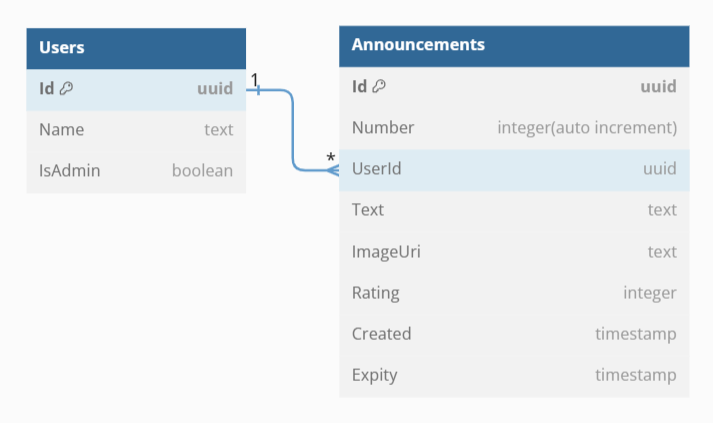 Users
Id uuid
Name text
IsAdmin boolean
1
*
Announcements
Id uuid
Number integer(auto increment)
UserId uuid
Text text
ImageUri text
Rating integer
Created timestamp
Expity timestamp